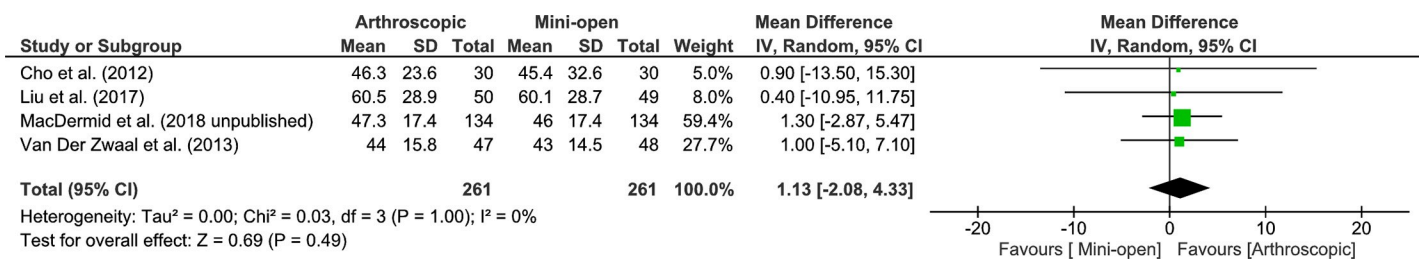 Arthroscopic Mini-open Mean Difference Mean Difference
Study or Subgroup Mean SD Total Mean SD Total Weight IV, Random, 95% CI IV, Random, 95% CI
Cho et al. (2012) 46.3 23.6 30 45.4 32.6 30 5.0% 0.90 [-13.50, 15.30]
Liu et al. (2017) 60.5 28.9 50 60.1 28.7 49 8.0% 0.40 [-10.95, 11.75]
MacDermid et al. (2018 unpublished) 47.3 17.4 134 46 17.4 134 59.4% 1.30 [-2.87, 5.47]
Van Der Zwaal et al. (2013) 44 15.8 47 43 14.5 48 27.7% 1.00 [-5.10, 7.10]
Total (95% CI) 261 261 100.0% 1.13 [-2.08, 4.33]
Heterogeneity: Tau² = 0.00; Chi² = 0.03, df = 3 (P = 1.00); I² = 0%
Test for overall effect: Z = 0.69 (P = 0.49)
-20 -10 0 10 20
Favours [ Mini-open] Favours [Arthroscopic]